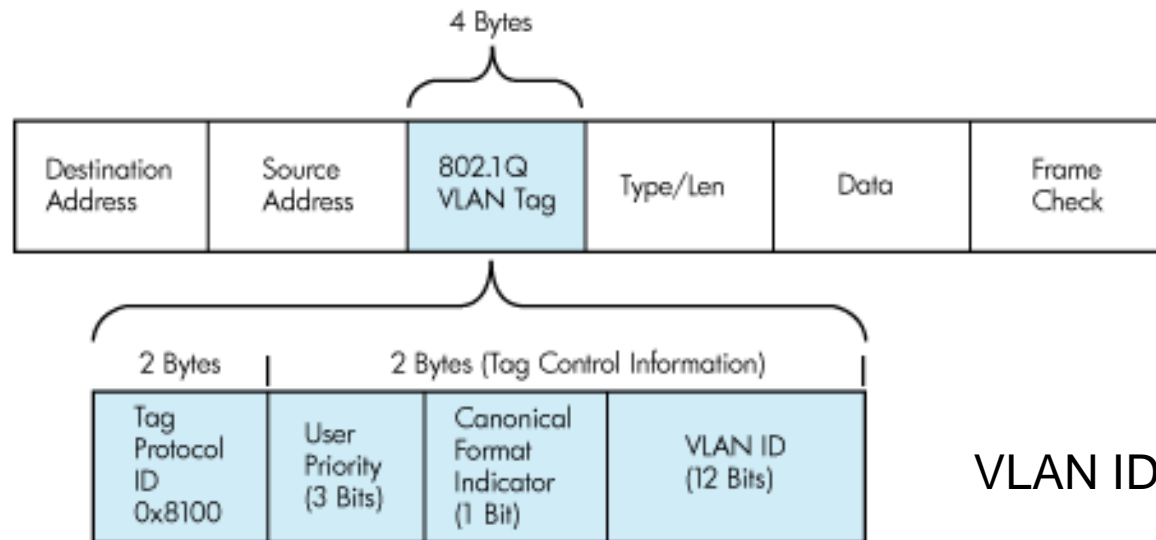 4 Bytes
Destination
Address
Source
Address
802.1Q
VLAN Tag
Type/Len
Data
Frame
Check
2 Bytes
2 Bytes (Tag Control Information)
Tag
Protocol
ID
0x8100
User
Priority
(3 Bits)
Canonical
Format
Indicator
(1 Bit)
VLAN ID
(12 Bits)
VLAN ID